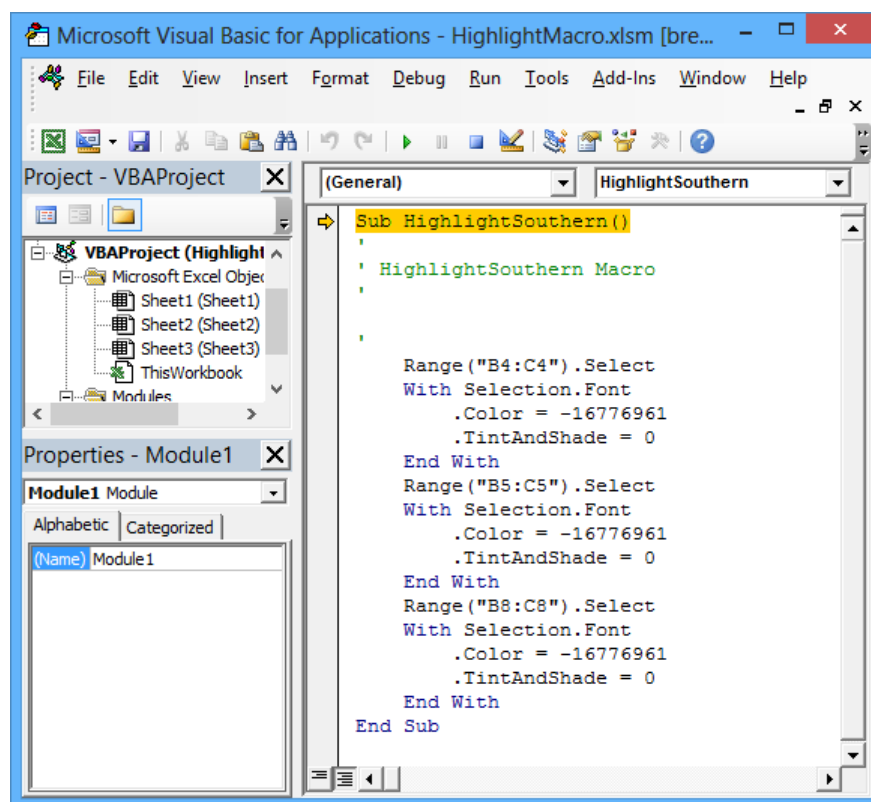 Microsoft Visual Basic for Applications - HighlightMacro.xlsm [bre...
File Edit View Insert Format Debug Run Tools Add-Ins Window Help
Project - VBAProject
(General)
HighlightSouthern
VBAProject (Highlight
Microsoft Excel Objec
Sheet1 (Sheet1)
Sheet2 (Sheet2)
Sheet3 (Sheet3)
ThisWorkbook
Modules
Properties - Module1
Module1 Module
Alphabetic Categorized
(Name) Module1
Sub HighlightSouthern()
'
' HighlightSouthern Macro
'
'
Range("B4:C4").Select
With Selection.Font
.Color = -16776961
.TintAndShade = 0
End With
Range("B5:C5").Select
With Selection.Font
.Color = -16776961
.TintAndShade = 0
End With
Range("B8:C8").Select
With Selection.Font
.Color = -16776961
.TintAndShade = 0
End With
End Sub